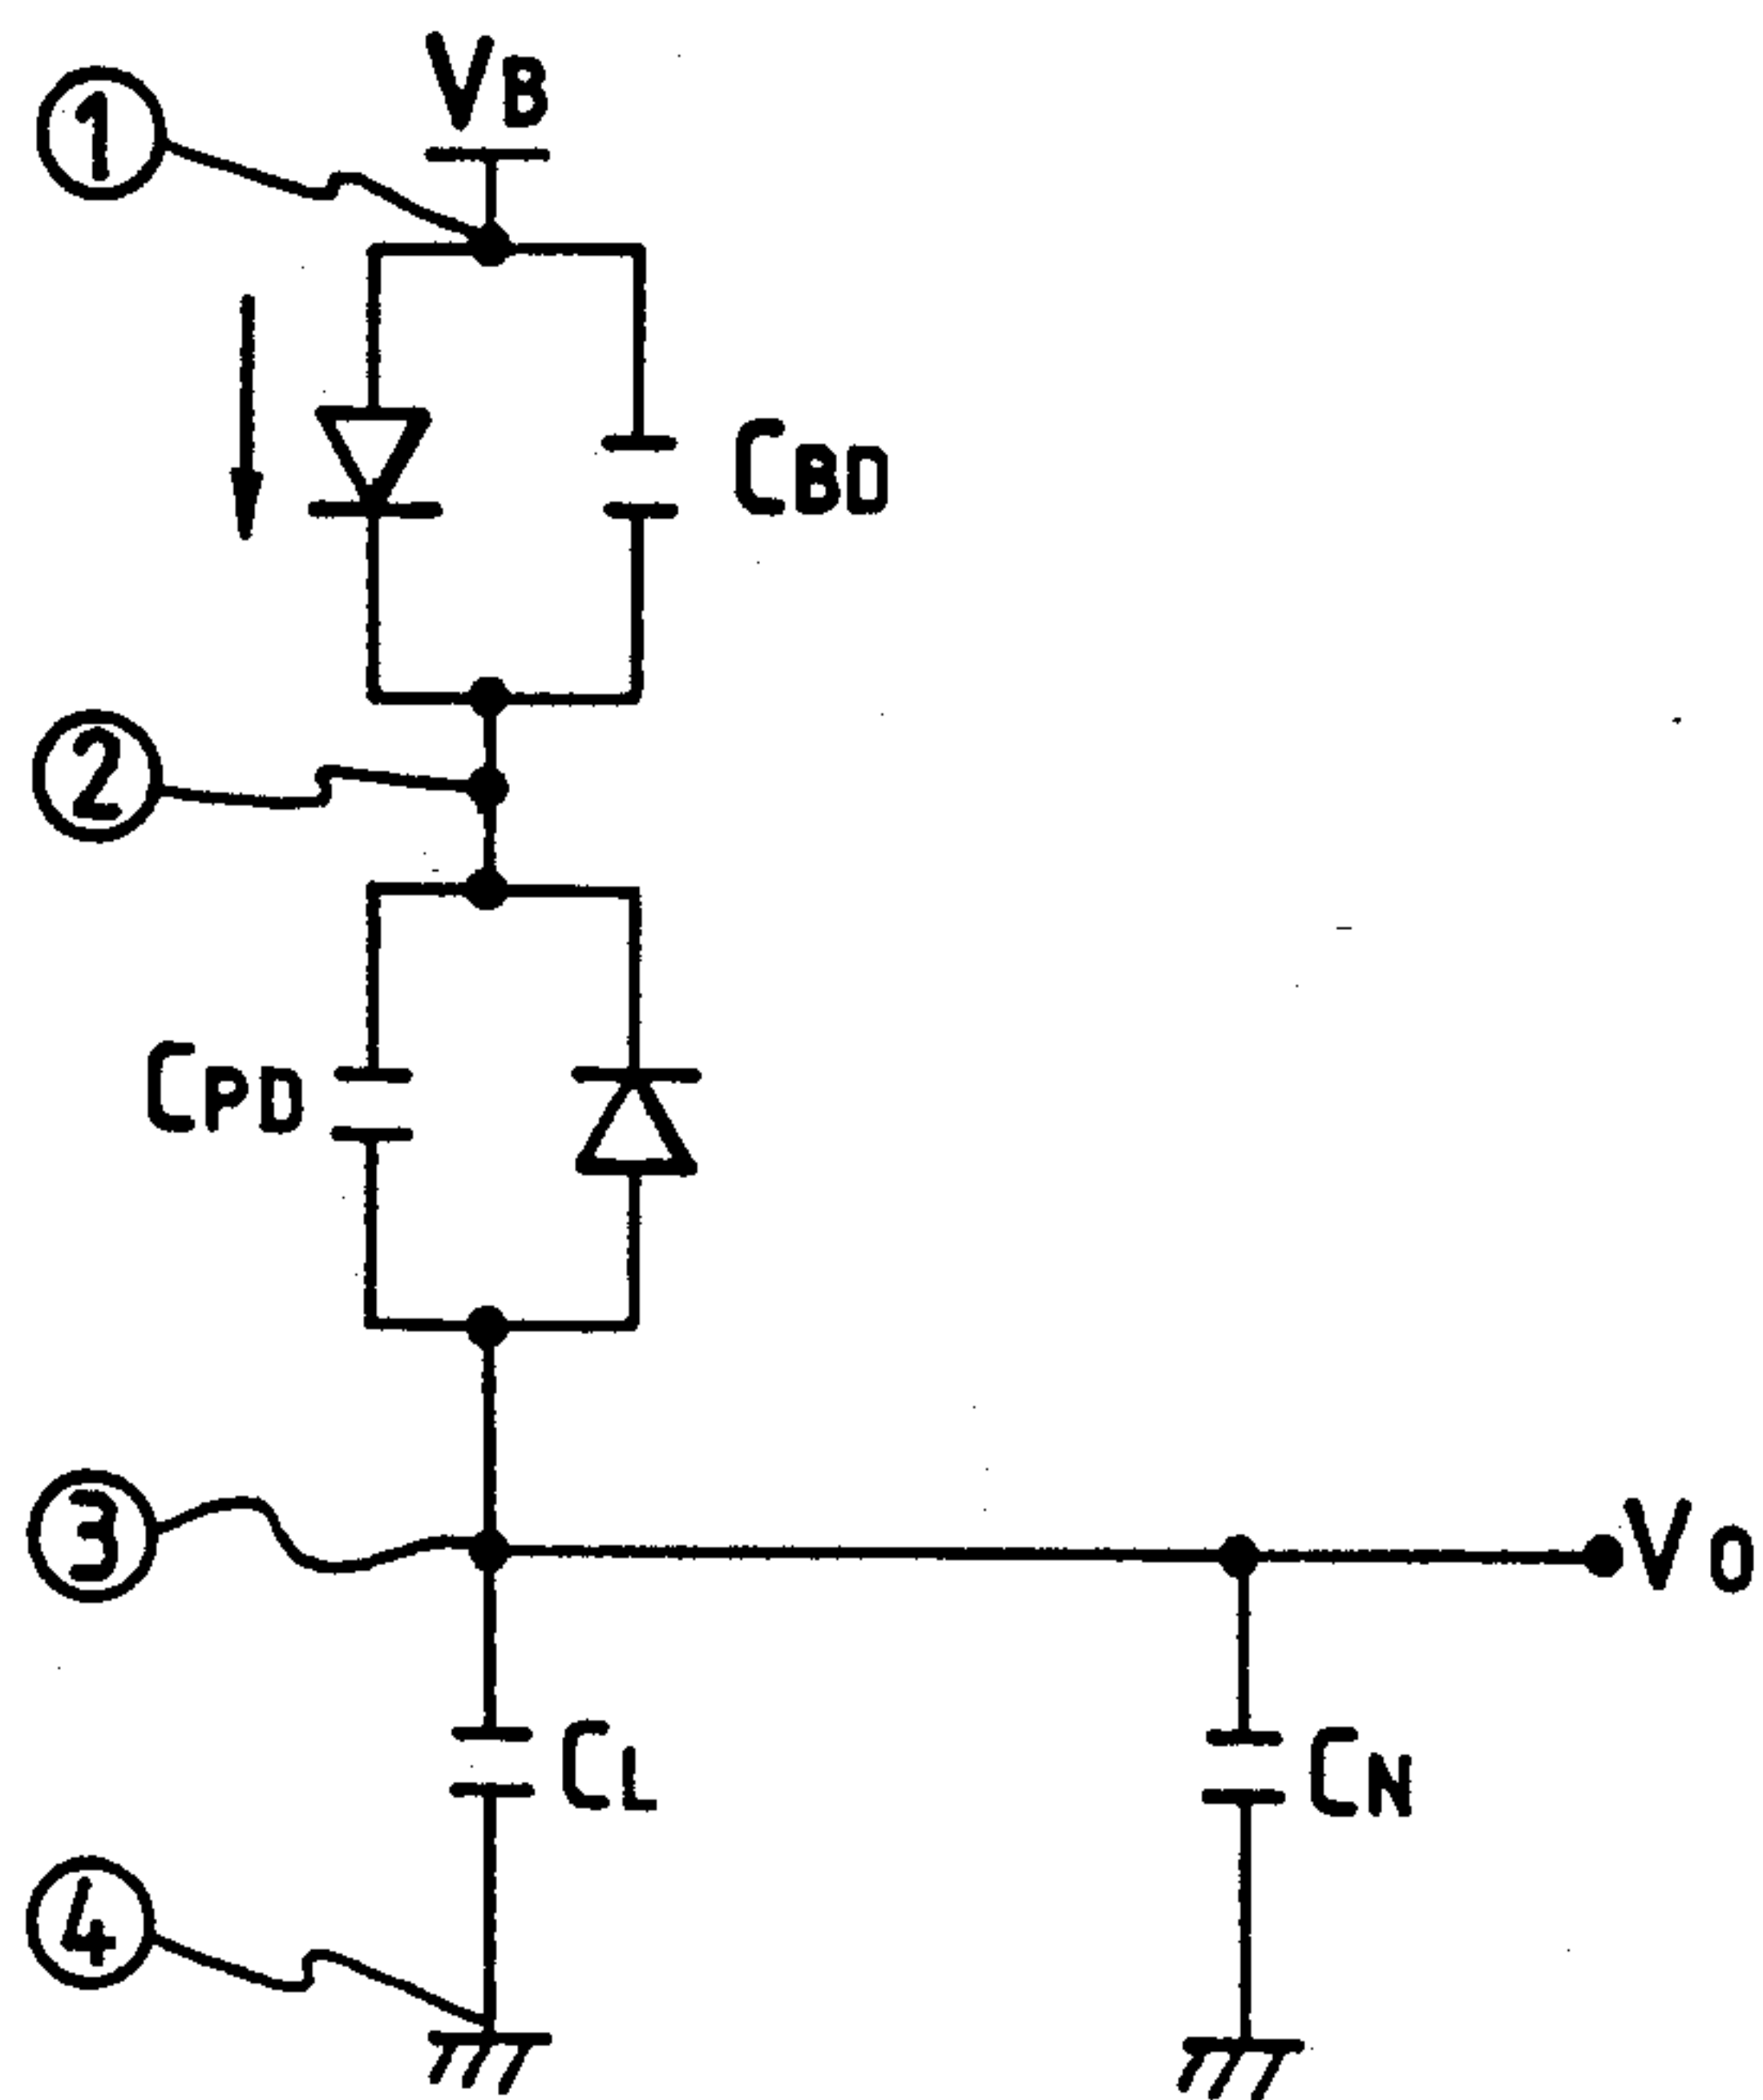 ① VB
CBD
②
CPD
③ VO
CL CN
④